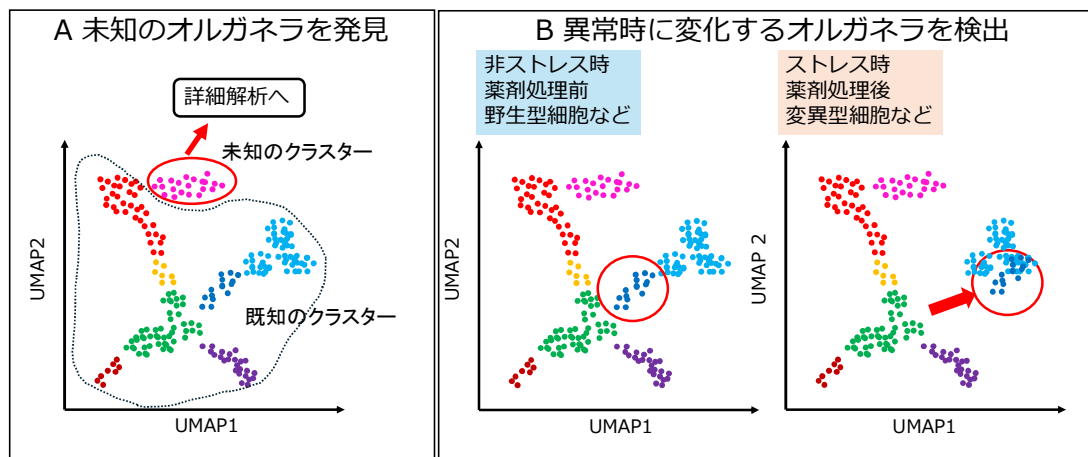 A 未知のオルガネラを発見
詳細解析へ
未知のクラスター
既知のクラスター
UMAP2
UMAP1
B 異常時に変化するオルガネラを検出
非ストレス時
薬剤処理前
野生型細胞など
UMAP2
UMAP1
ストレス時
薬剤処理後
変異型細胞など
UMAP 2
UMAP1